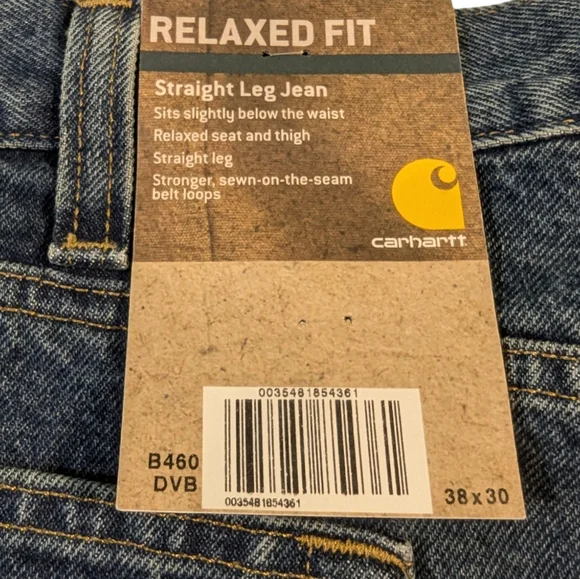 RELAXED FIT
Straight Leg Jean
Sits slightly below the waist
Relaxed seat and thigh
Straight leg
Stronger, sewn-on-the-seam
belt loops
carhartt
0035481854361
B460
DVB
0035481854361
38 x 30